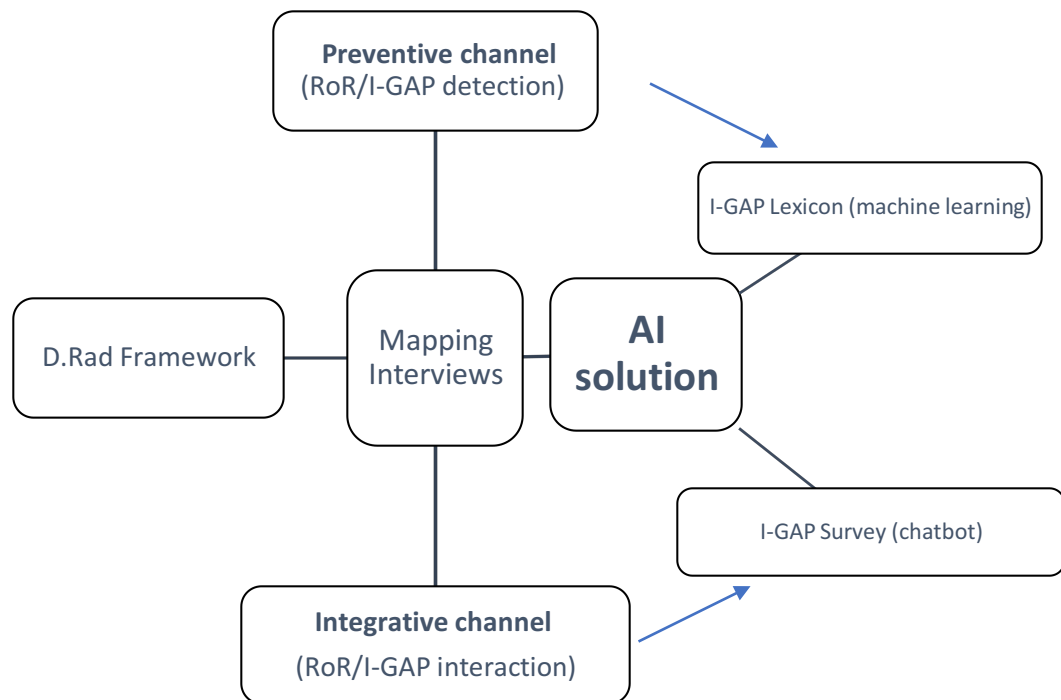 Preventive channel
(RoR/I-GAP detection)
I-GAP Lexicon (machine learning)
D.Rad Framework
Mapping
Interviews
AI
solution
I-GAP Survey (chatbot)
Integrative channel
(RoR/I-GAP interaction)